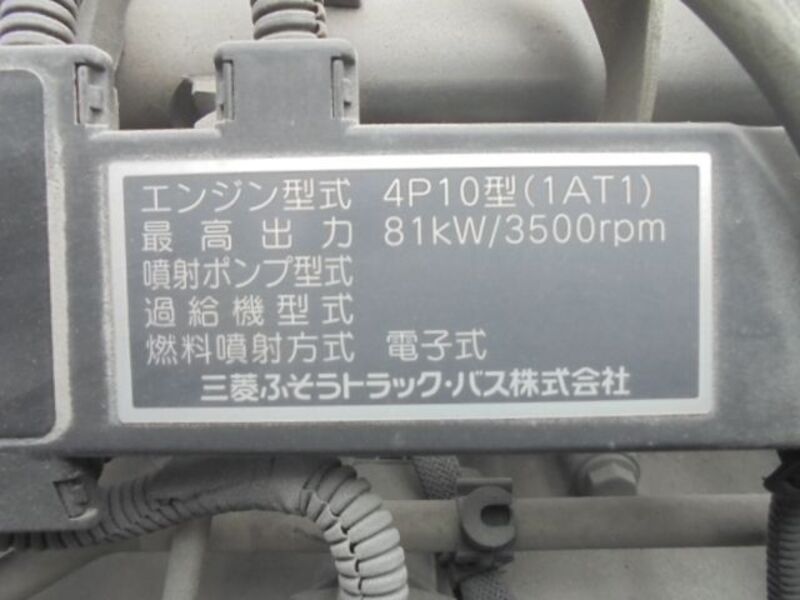 エンジン型式 4P10型(1AT1)
最高出力 81kW/3500rpm
噴射ポンプ型式
過給機型式
燃料噴射方式 電子式
三菱ふそうトラック・バス株式会社